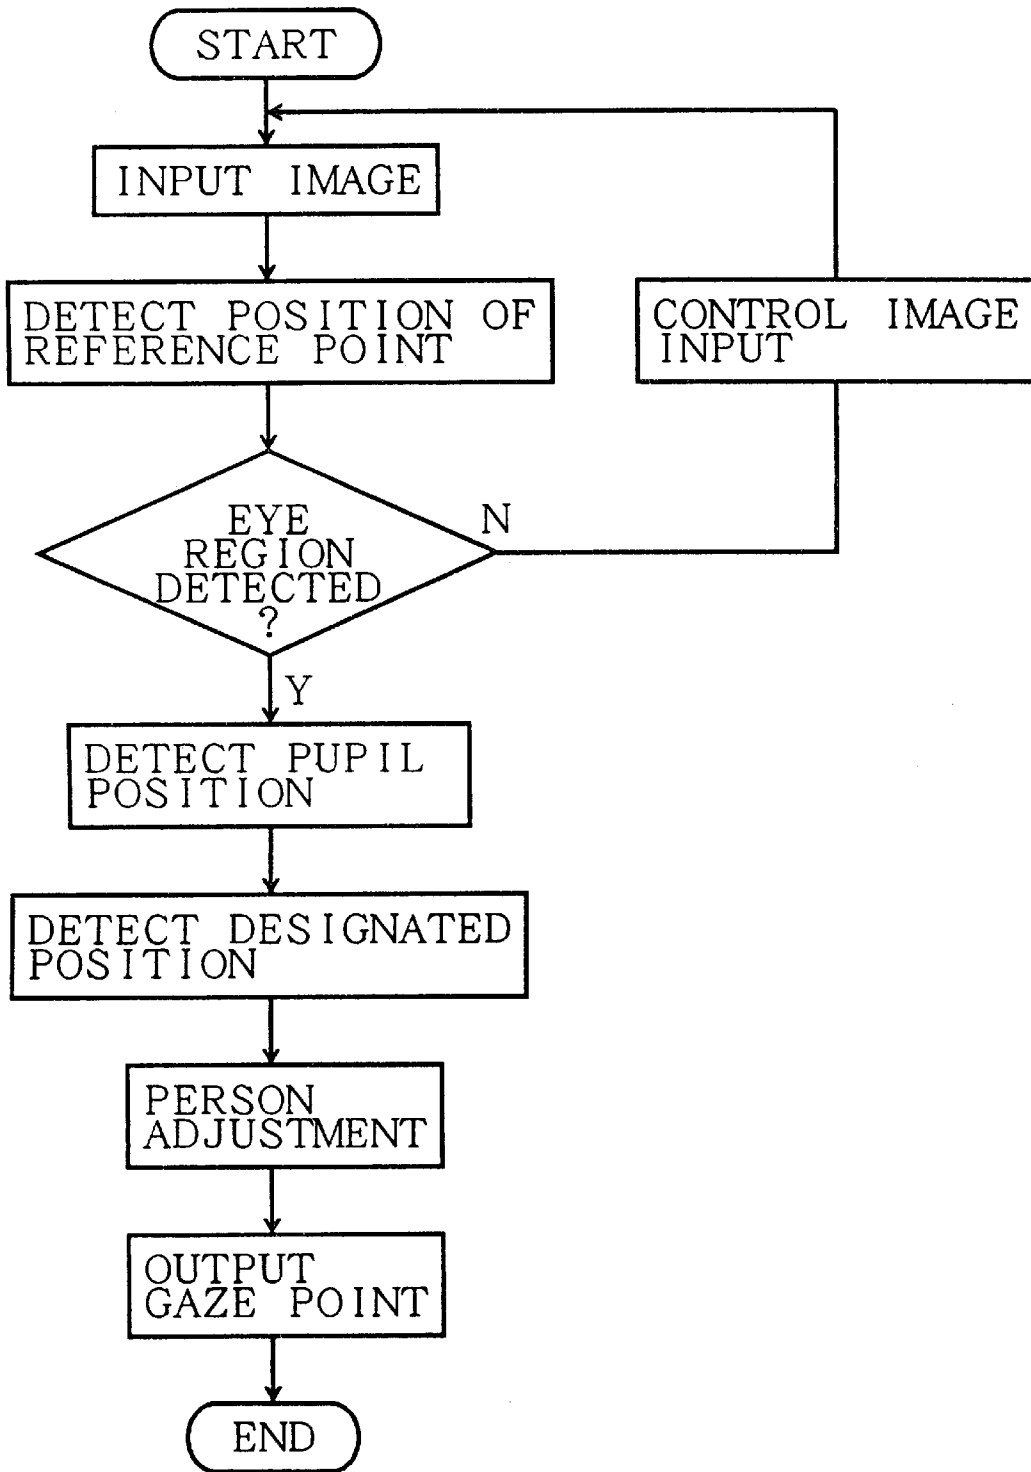 START
INPUT IMAGE
DETECT POSITION OF
REFERENCE POINT
CONTROL IMAGE
INPUT
EYE
REGION
DETECTED
?
N
Y
DETECT PUPIL
POSITION
DETECT DESIGNATED
POSITION
PERSON
ADJUSTMENT
OUTPUT
GAZE POINT
END